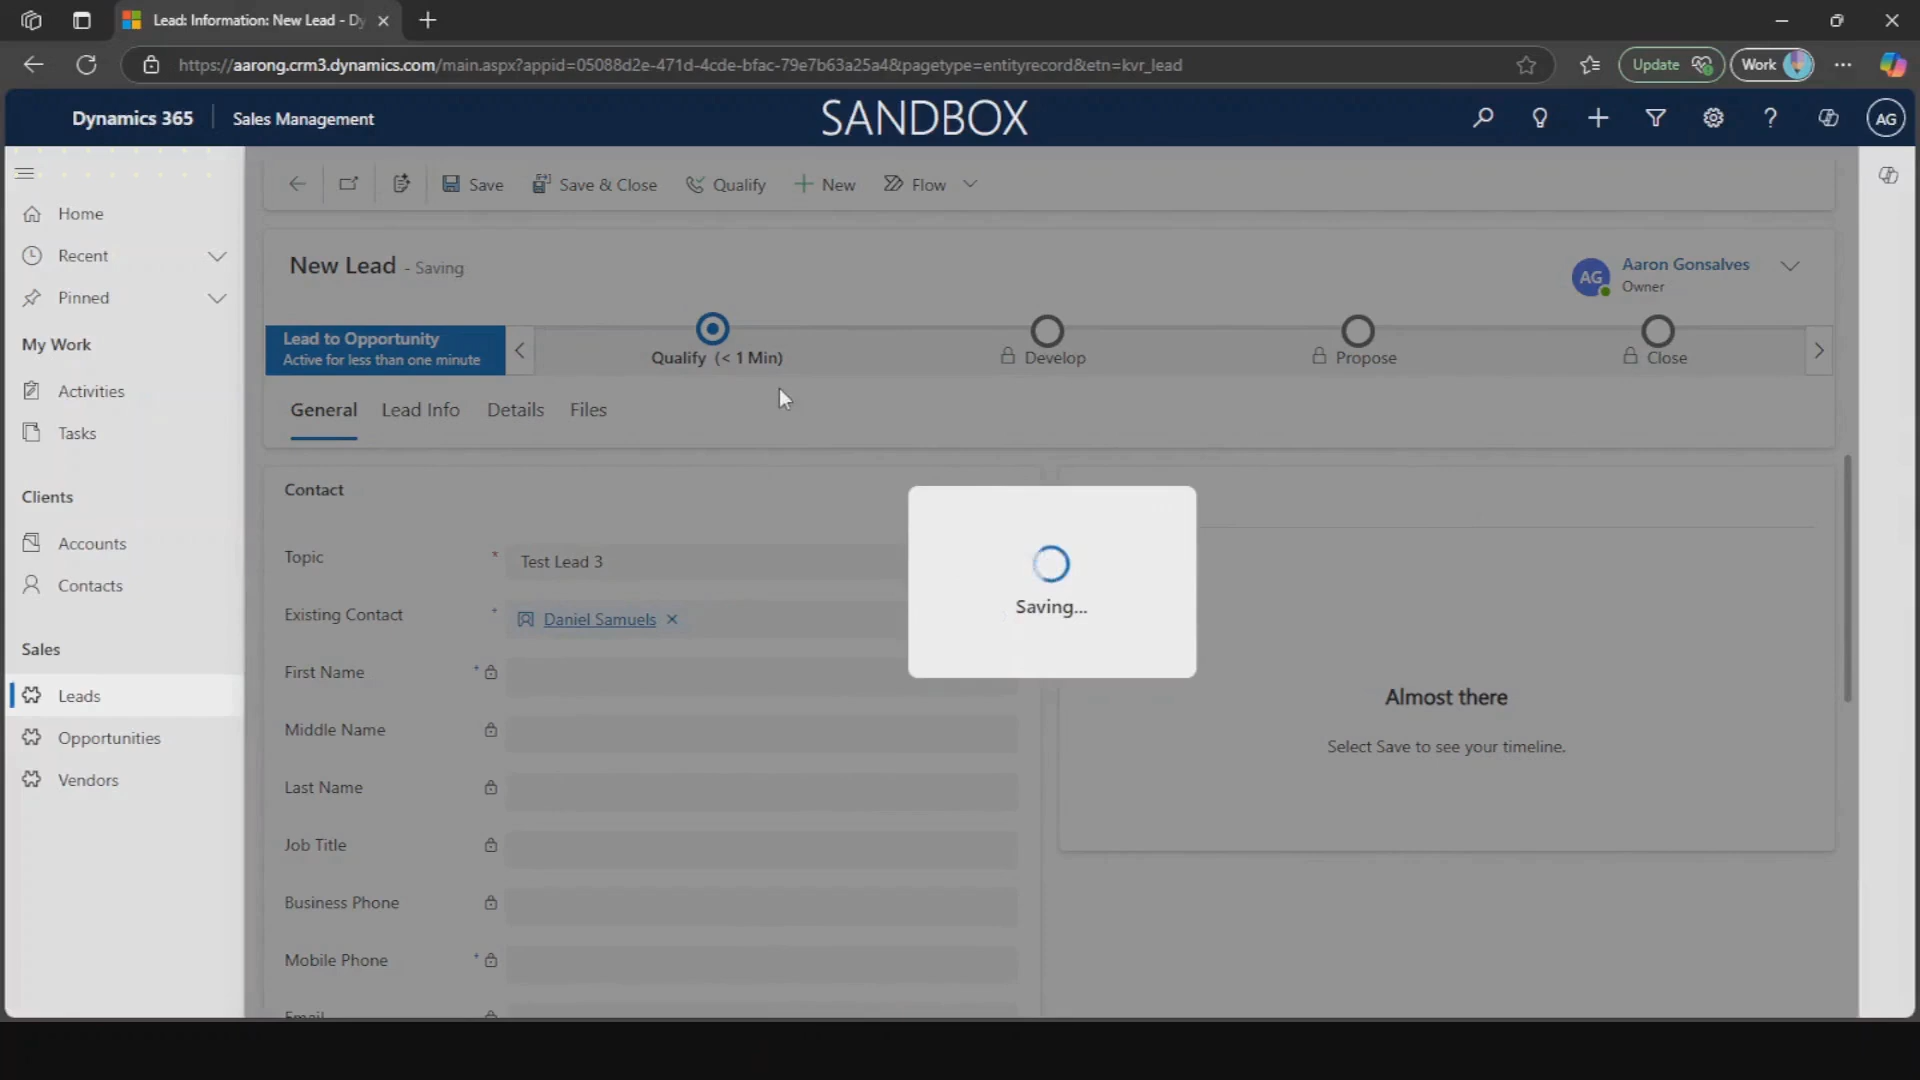 Lead: Information: New Lead - Dy
https://aarong.crm3.dynamics.com/main.aspx?appid=05088d2e-471d-4cde-bfac-79e7b63a25a4&pagetype=entityrecord&etn=kvr_lead
Update
Work
Dynamics 365
Sales Management
SANDBOX
AG
Home
Recent
Pinned
My Work
Activities
Tasks
Clients
Accounts
Contacts
Sales
Leads
Opportunities
Vendors
Save
Save & Close
Qualify
New
Flow
New Lead - Saving
AG
Aaron Gonsalves
Owner
Lead to Opportunity
Active for less than one minute
Qualify (< 1 Min)
Develop
Propose
Close
General
Lead Info
Details
Files
Contact
Topic * Test Lead 3
Existing Contact + Daniel Samuels
First Name +
Middle Name
Last Name
Job Title
Business Phone
Mobile Phone +
Email
Saving...
Almost there
Select Save to see your timeline.